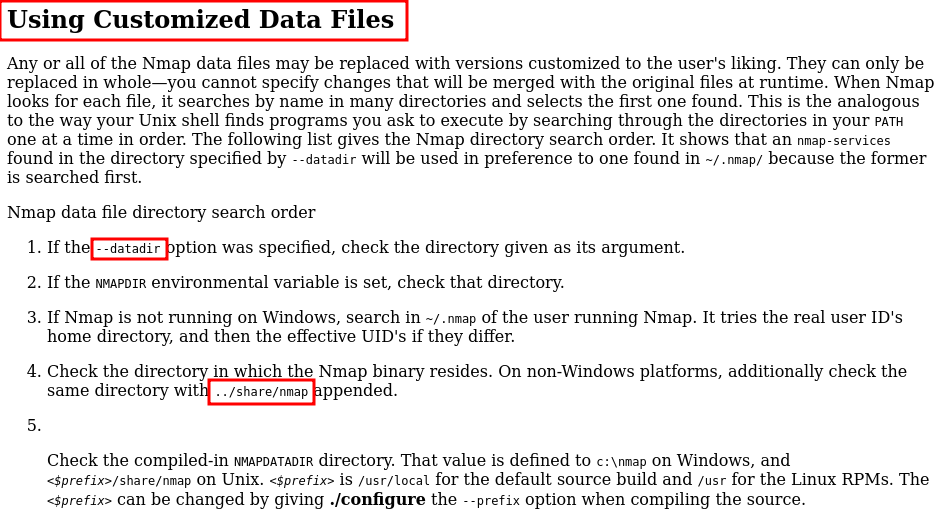 Using Customized Data Files
Any or all of the Nmap data files may be replaced with versions customized to the user's liking. They can only be
replaced in whole—you cannot specify changes that will be merged with the original files at runtime. When Nmap
looks for each file, it searches by name in many directories and selects the first one found. This is the analogous
to the way your Unix shell finds programs you ask to execute by searching through the directories in your PATH
one at a time in order. The following list gives the Nmap directory search order. It shows that an nmap-services
found in the directory specified by --datadir will be used in preference to one found in ~/.nmap/ because the former
is searched first.
Nmap data file directory search order
1. If the --datadir option was specified, check the directory given as its argument.
2. If the NMAPDIR environmental variable is set, check that directory.
3. If Nmap is not running on Windows, search in ~/.nmap of the user running Nmap. It tries the real user ID's
home directory, and then the effective UID's if they differ.
4. Check the directory in which the Nmap binary resides. On non-Windows platforms, additionally check the
same directory with ../share/nmap appended.
5.
Check the compiled-in NMAPDATADIR directory. That value is defined to c:\nmap on Windows, and
<$prefix>/share/nmap on Unix. <$prefix> is /usr/local for the default source build and /usr for the Linux RPMs. The
<$prefix> can be changed by giving ./configure the --prefix option when compiling the source.